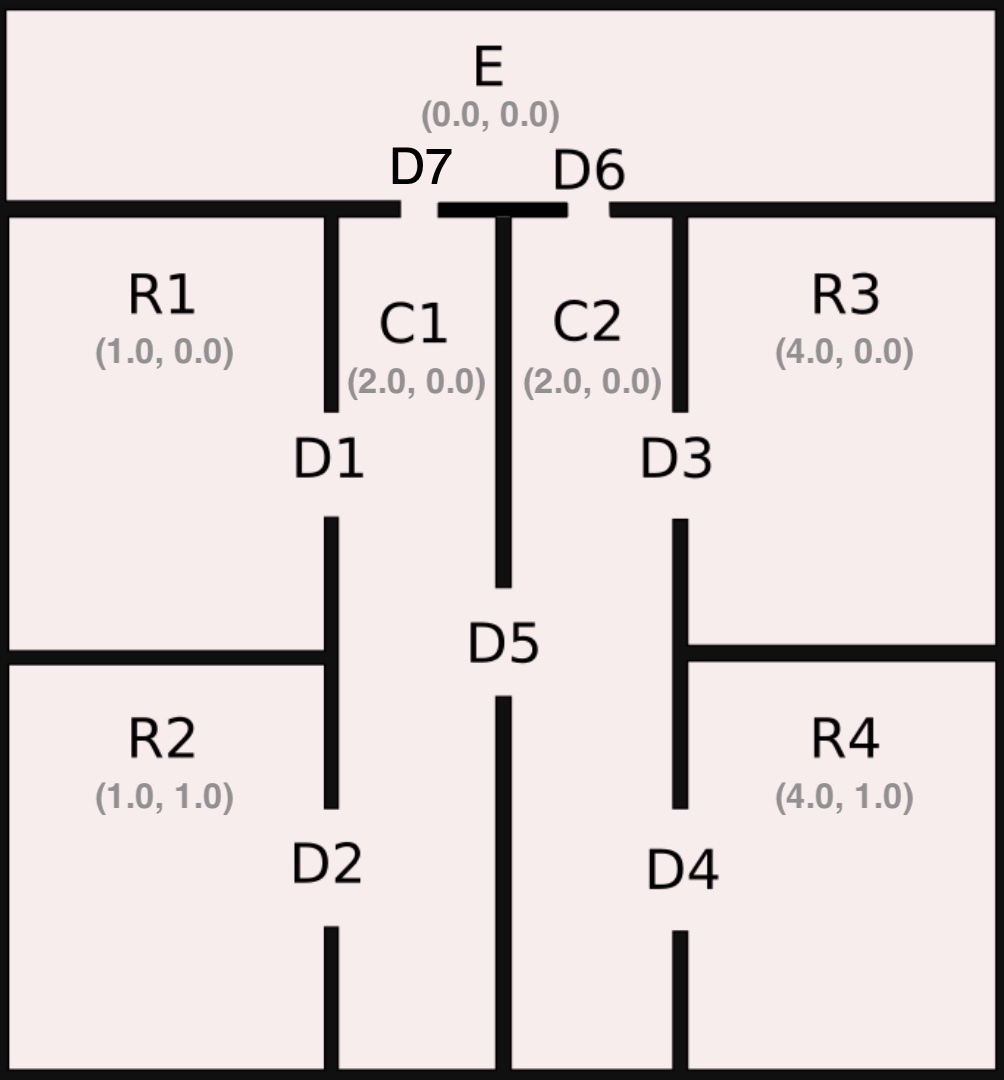 E
(0.0, 0.0)
D7 D6
R1
(1.0, 0.0)
C1
(2.0, 0.0)
C2
(2.0, 0.0)
R3
(4.0, 0.0)
D1
D3
D5
R2
(1.0, 1.0)
R4
(4.0, 1.0)
D2
D4